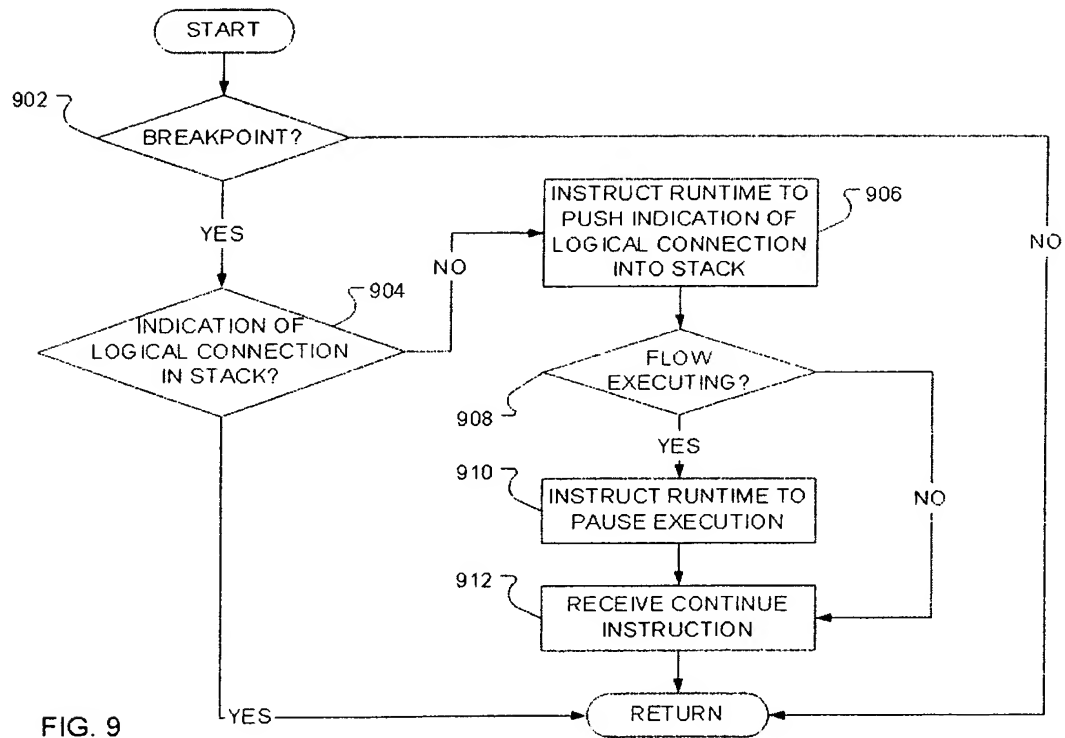 START
902
BREAKPOINT?
YES
NO
904
INDICATION OF
LOGICAL CONNECTION
IN STACK?
NO
INSTRUCT RUNTIME TO
PUSH INDICATION OF
LOGICAL CONNECTION
INTO STACK
906
FLOW
EXECUTING?
908
YES
NO
910
INSTRUCT RUNTIME TO
PAUSE EXECUTION
912
RECEIVE CONTINUE
INSTRUCTION
YES
RETURN
FIG. 9